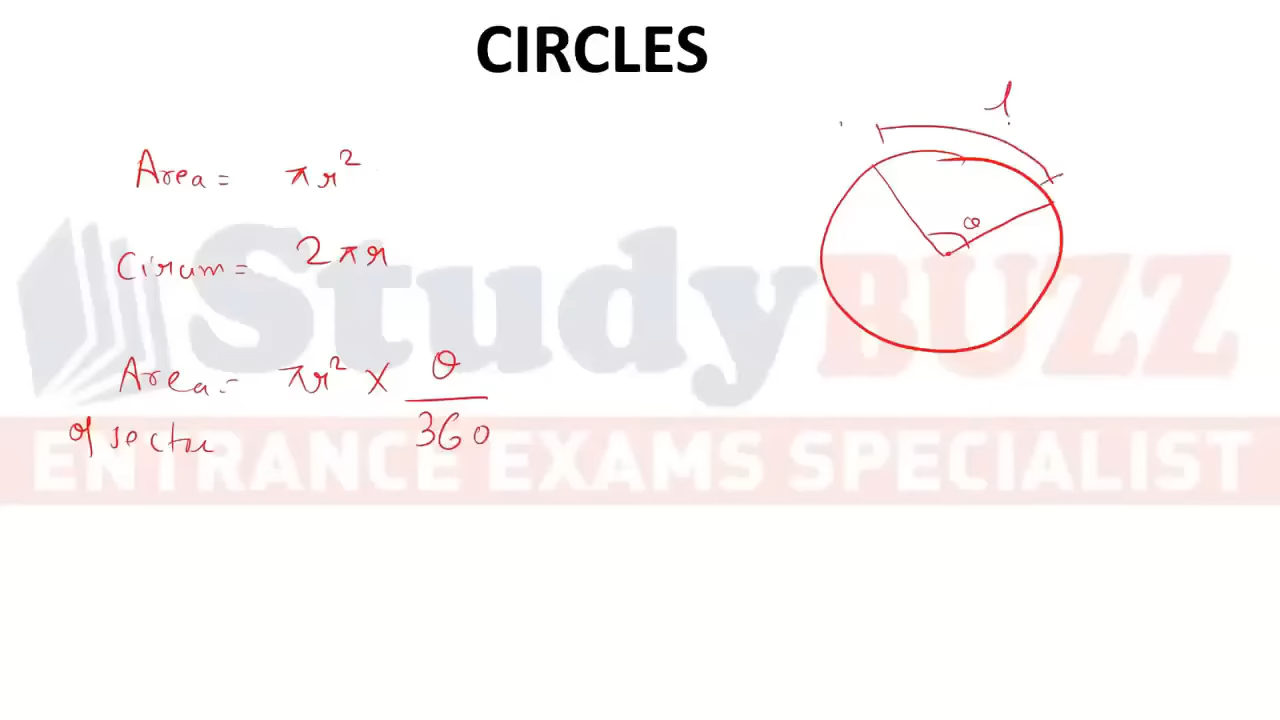 CIRCLES
l
Area = πr²
θ
Circum = 2πr
StudyBUZZ
Area = πr² × θ/360
of sector
ENTRANCE EXAMS SPECIALIST